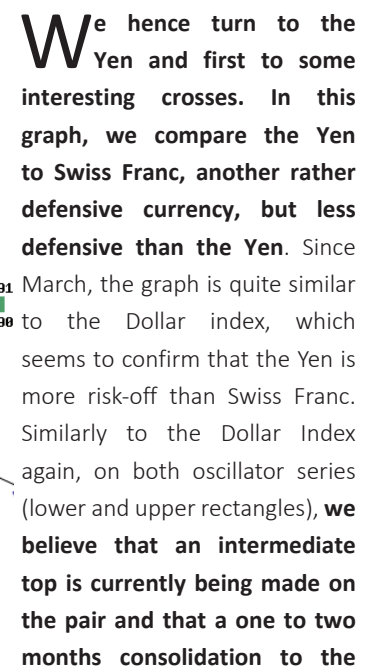 We hence turn to the
Yen and first to some
interesting crosses. In this
graph, we compare the Yen
to Swiss Franc, another rather
defensive currency, but less
defensive than the Yen. Since
91 March, the graph is quite similar
90 to the Dollar index, which
seems to confirm that the Yen is
more risk-off than Swiss Franc.
Similarly to the Dollar Index
again, on both oscillator series
(lower and upper rectangles), we
believe that an intermediate
top is currently being made on
the pair and that a one to two
months consolidation to the